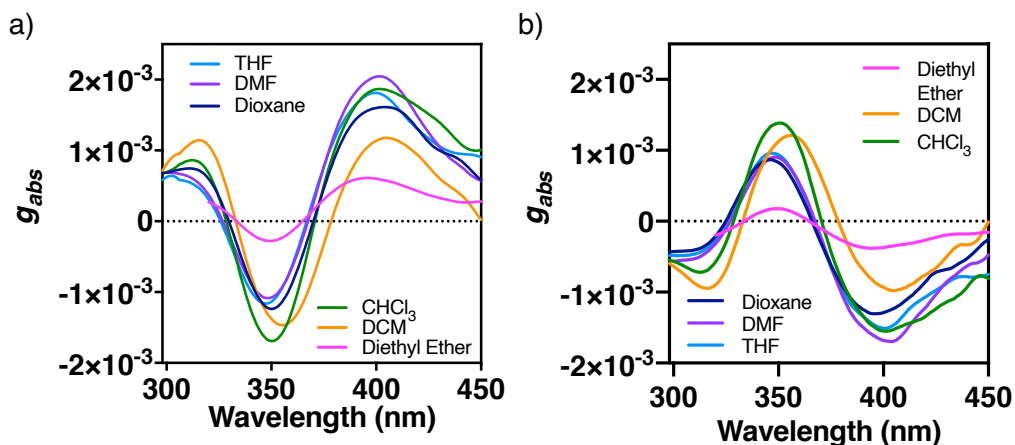 a)
g_abs
2×10⁻³
1×10⁻³
0
-1×10⁻³
-2×10⁻³
THF
DMF
Dioxane
CHCl₃
DCM
Diethyl Ether
300
350
400
450
Wavelength (nm)
b)
g_abs
2×10⁻³
1×10⁻³
0
-1×10⁻³
-2×10⁻³
Diethyl
Ether
DCM
CHCl₃
Dioxane
DMF
THF
300
350
400
450
Wavelength (nm)